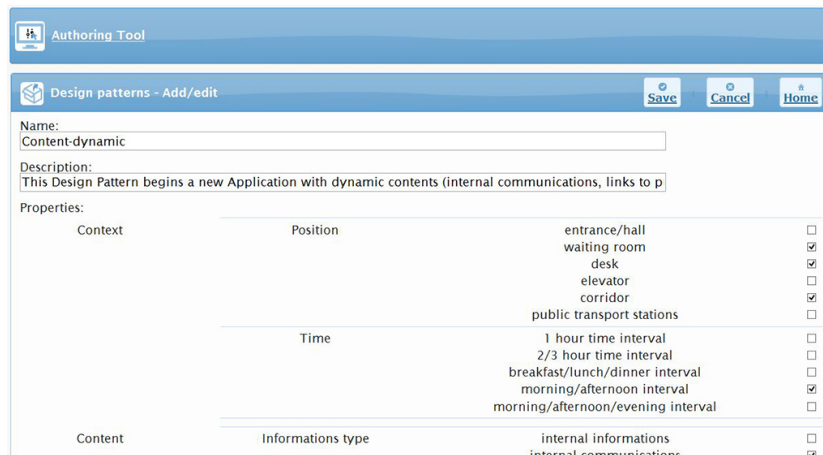 Authoring Tool
Design patterns - Add/edit
Save
Cancel
Home
Name:
Content-dynamic
Description:
This Design Pattern begins a new Application with dynamic contents (internal communications, links to p
Properties:
Context Position entrance/hall
waiting room
desk
elevator
corridor
public transport stations
Time 1 hour time interval
2/3 hour time interval
breakfast/lunch/dinner interval
morning/afternoon interval
morning/afternoon/evening interval
Content Informations type internal informations
internal communications